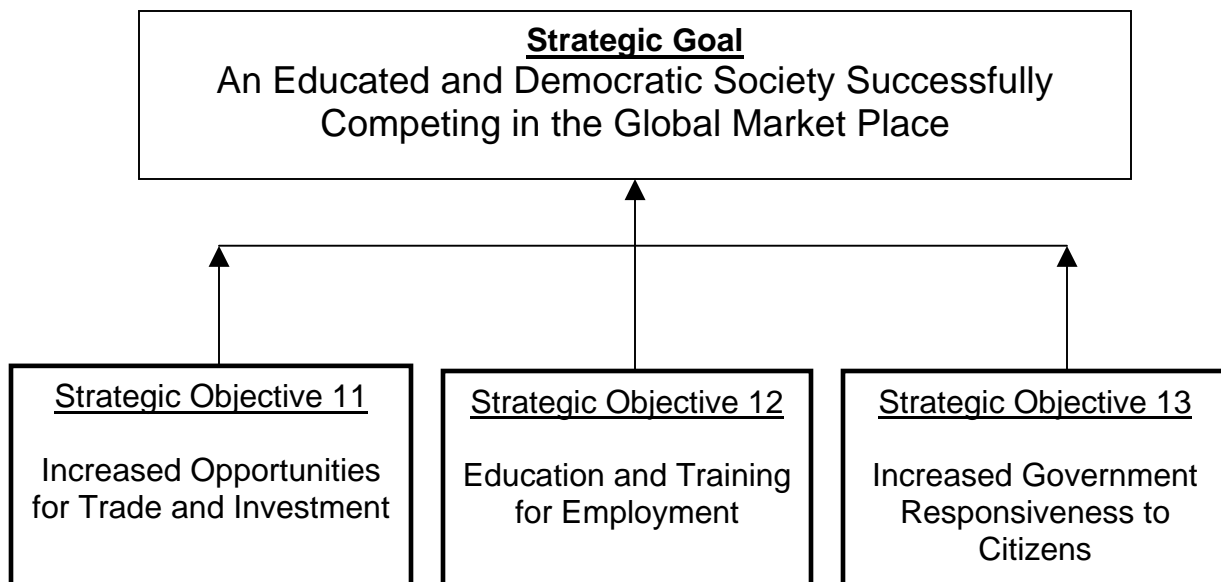 Strategic Goal
An Educated and Democratic Society Successfully
Competing in the Global Market Place
Strategic Objective 11
Increased Opportunities
for Trade and Investment
Strategic Objective 12
Education and Training
for Employment
Strategic Objective 13
Increased Government
Responsiveness to
Citizens